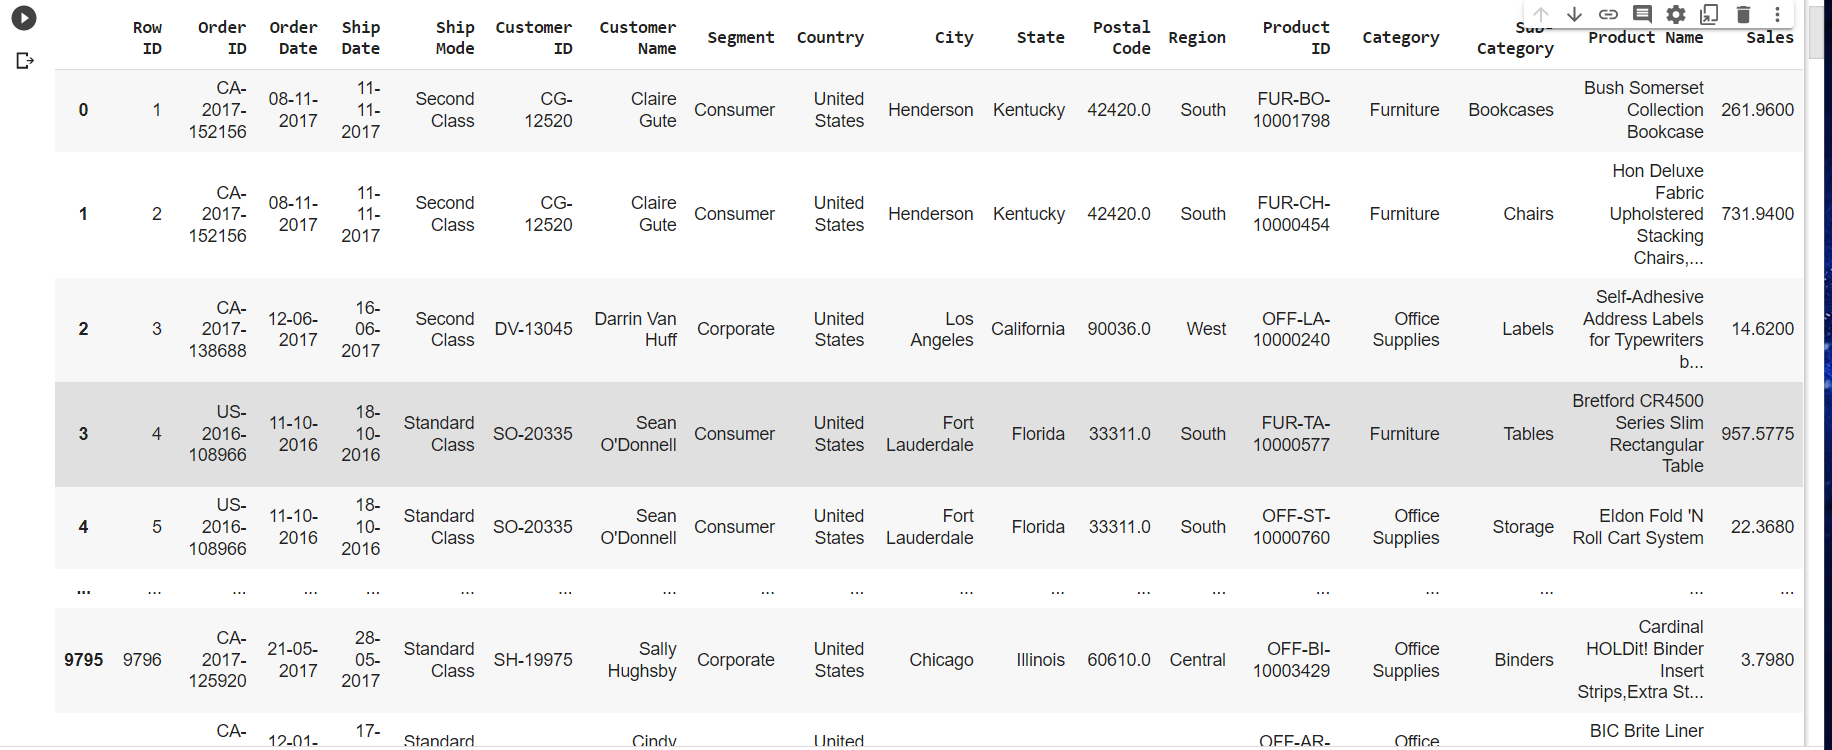 Row ID Order ID Order Date Ship Date Ship Mode Customer ID Customer Name Segment Country City State Postal Code Region Product ID Category Sub-Category Product Name Sales
0 1 CA-2017-152156 08-11-2017 11-11-2017 Second Class CG-12520 Claire Gute Consumer United States Henderson Kentucky 42420.0 South FUR-BO-10001798 Furniture Bookcases Bush Somerset Collection Bookcase 261.9600
1 2 CA-2017-152156 08-11-2017 11-11-2017 Second Class CG-12520 Claire Gute Consumer United States Henderson Kentucky 42420.0 South FUR-CH-10000454 Furniture Chairs Hon Deluxe Fabric Upholstered Stacking Chairs,... 731.9400
2 3 CA-2017-138688 12-06-2017 16-06-2017 Second Class DV-13045 Darrin Van Huff Corporate United States Los Angeles California 90036.0 West OFF-LA-10000240 Office Supplies Labels Self-Adhesive Address Labels for Typewriters b... 14.6200
3 4 US-2016-108966 11-10-2016 18-10-2016 Standard Class SO-20335 Sean O'Donnell Consumer United States Fort Lauderdale Florida 33311.0 South FUR-TA-10000577 Furniture Tables Bretford CR4500 Series Slim Rectangular Table 957.5775
4 5 US-2016-108966 11-10-2016 18-10-2016 Standard Class SO-20335 Sean O'Donnell Consumer United States Fort Lauderdale Florida 33311.0 South OFF-ST-10000760 Office Supplies Storage Eldon Fold 'N Roll Cart System 22.3680
... ... ... ... ... ... ... ... ... ... ... ... ... ... ... ... ... ... ...
9795 9796 CA-2017-125920 21-05-2017 28-05-2017 Standard Class SH-19975 Sally Hughsby Corporate United States Chicago Illinois 60610.0 Central OFF-BI-10003429 Office Supplies Binders Cardinal HOLDit! Binder Insert Strips,Extra St... 3.7980
CA- 12-01- 17- Standard Cindy United OFF-AR- Office BIC Brite Liner